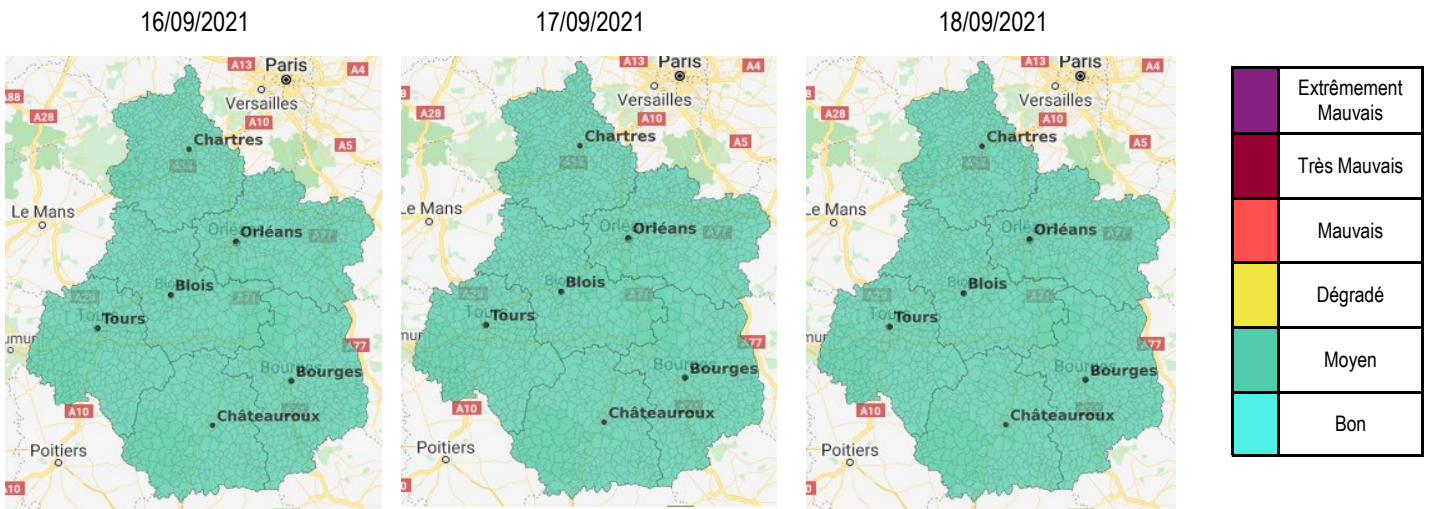 16/09/2021
17/09/2021
18/09/2021
A13
Paris
A4
Versailles
A28
A10
A5
Chartres
Le Mans
Orléans
A77
Blois
Tours
A77
Bourges
A10
Châteauroux
Poitiers
A13
Paris
A4
Versailles
A28
A10
A5
Chartres
e Mans
Orléans
A77
Blois
Tours
Bourges
A10
Châteauroux
Poitiers
A13
Paris
A4
Versailles
A28
A10
A5
Chartres
e Mans
Orléans
A77
Blois
Tours
A77
Bourges
A10
Châteauroux
Poitiers
Extrêmement
Mauvais
Très Mauvais
Mauvais
Dégradé
Moyen
Bon